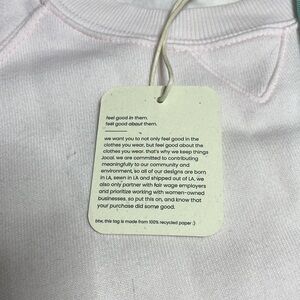 feel good in them.
feel good about them.
we want you to not only feel good in the
clothes you wear, but feel good about the
clothes you wear. that's why we keep things
local. we are committed to contributing
meaningfully to our community and
environment, so all of our designs are born
in LA, sewn in LA and shipped out of LA. we
also only partner with fair wage employers
and prioritize working with women-owned
businesses. so put this on, and know that
your purchase did some good.
btw, this tag is made from 100% recycled paper :)